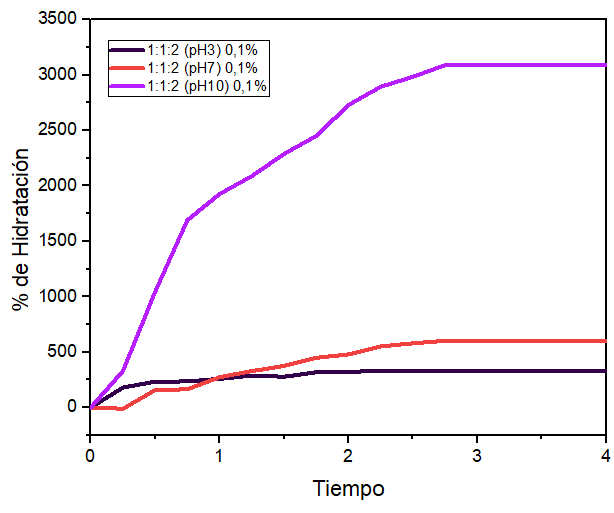 3500
3000
2500
2000
1500
1000
500
0
% de Hidratación
1:1:2 (pH3) 0,1%
1:1:2 (pH7) 0,1%
1:1:2 (pH10) 0,1%
0
1
2
3
4
Tiempo